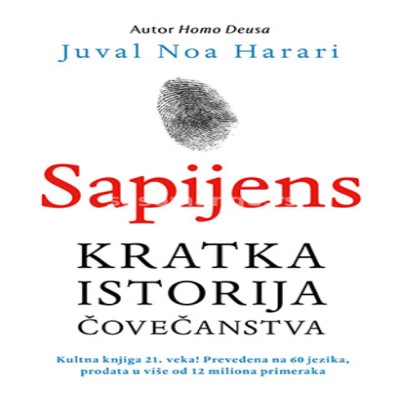 Autor Homo Deusa
Juval Noa Harari
Sapijens
KRATKA
ISTORIJA
ČOVEČANSTVA
Kultna knjiga 21. veka! Prevedena na 60 jezika,
prodata u više od 12 miliona primeraka